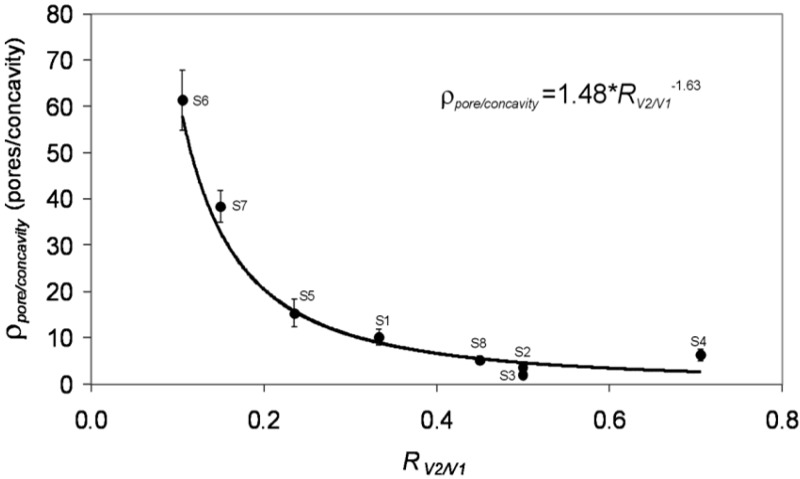 80
70
60
50
40
30
20
10
0
ρpore/concavity (pores/concavity)
ρpore/concavity=1.48*RV2/V1-1.63
S6
S7
S5
S1
S8
S2
S3
S4
0.0 0.2 0.4 0.6 0.8
RV2/V1